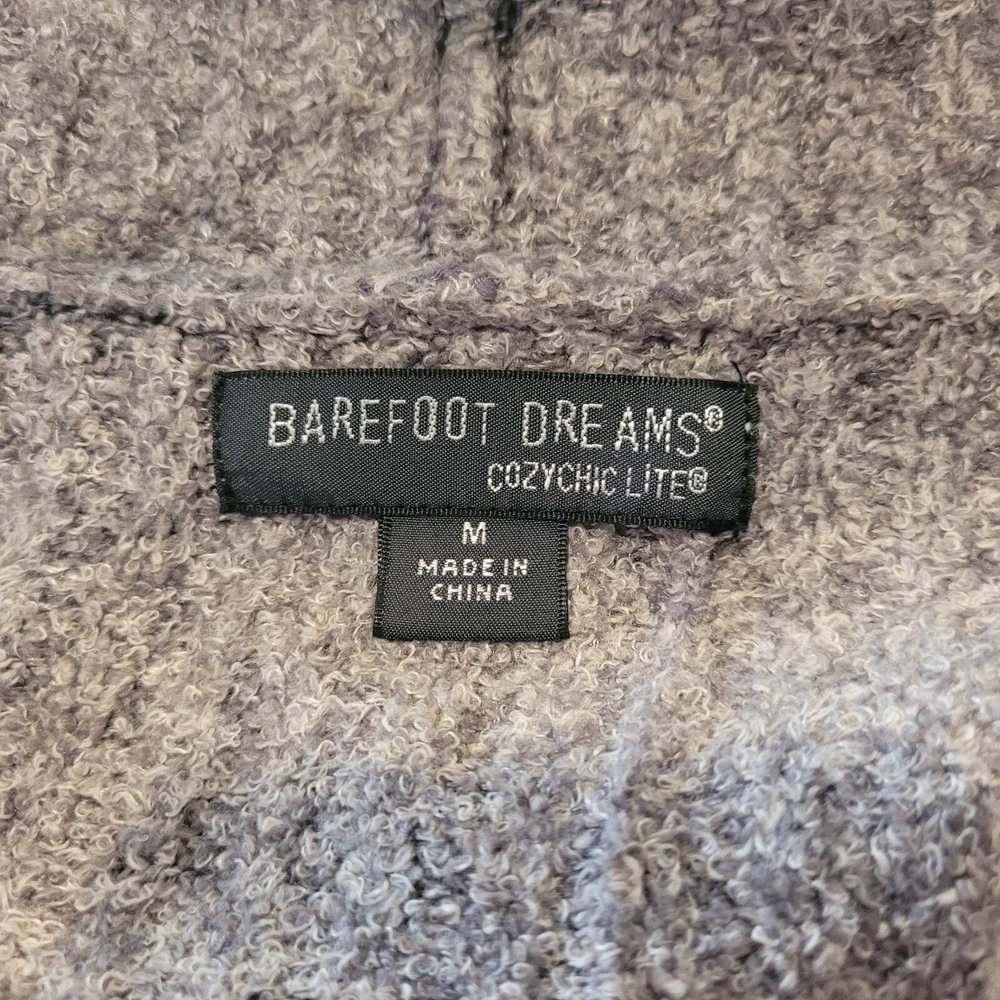 BAREFOOT DREAMS®
COZYCHIC LiTE®
M
MADE IN
CHINA